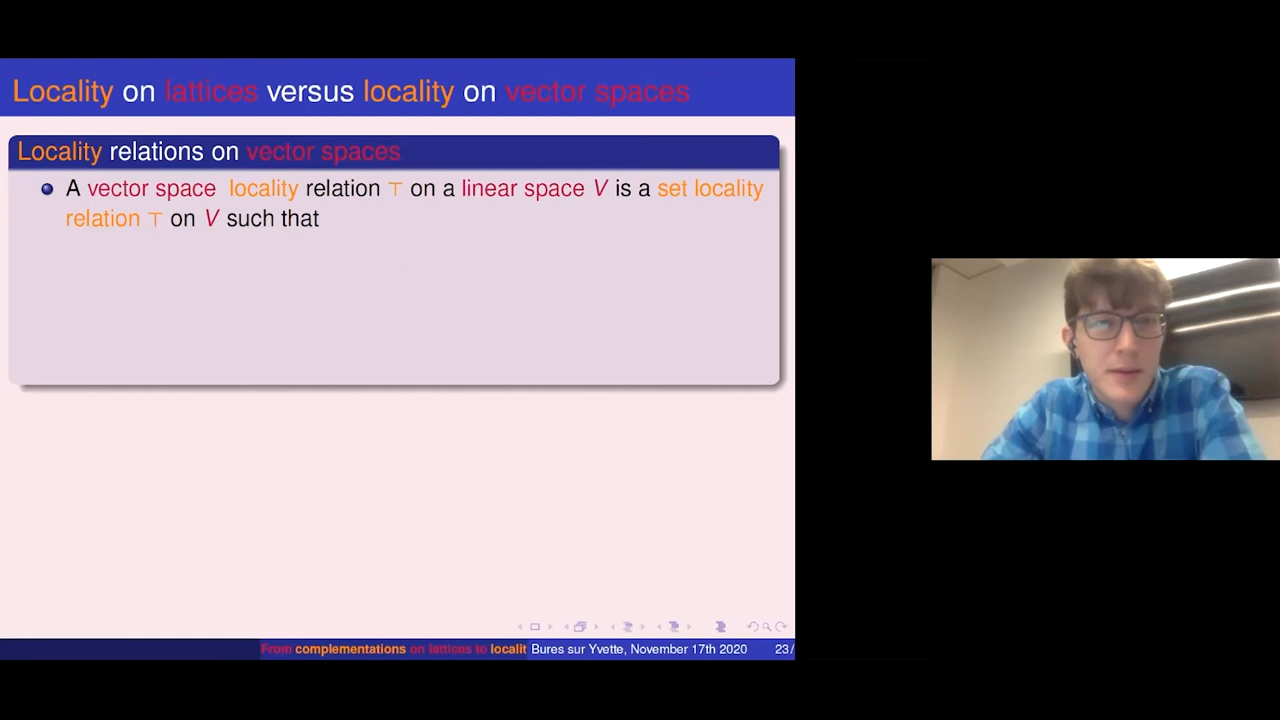 Locality on lattices versus locality on vector spaces
Locality relations on vector spaces
A vector space locality relation ⊤ on a linear space V is a set locality
relation ⊤ on V such that
From complementations on lattices to localit Bures sur Yvette, November 17th 2020 23/